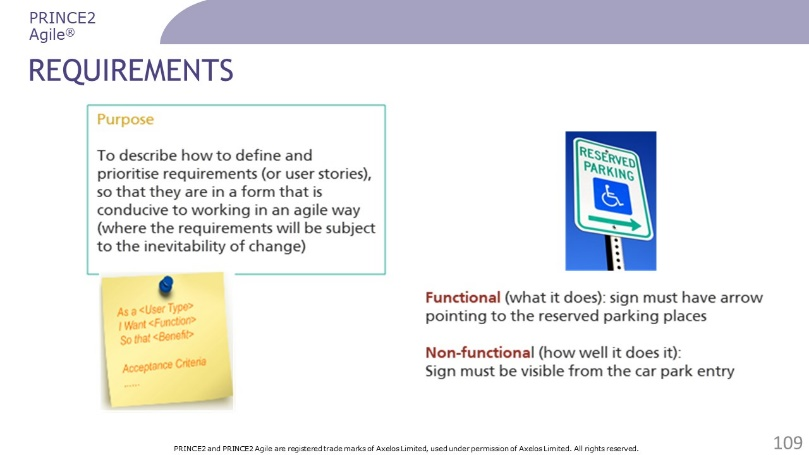 PRINCE2
Agile®
REQUIREMENTS
Purpose
To describe how to define and
prioritise requirements (or user stories),
so that they are in a form that is
conducive to working in an agile way
(where the requirements will be subject
to the inevitability of change)
As a <User Type>
I Want <Function>
So that <Benefit>
Acceptance Criteria
......
RESERVED
PARKING
Functional (what it does): sign must have arrow
pointing to the reserved parking places
Non-functional (how well it does it):
Sign must be visible from the car park entry
PRINCE2 and PRINCE2 Agile are registered trade marks of Axelos Limited, used under permission of Axelos Limited. All rights reserved.
109